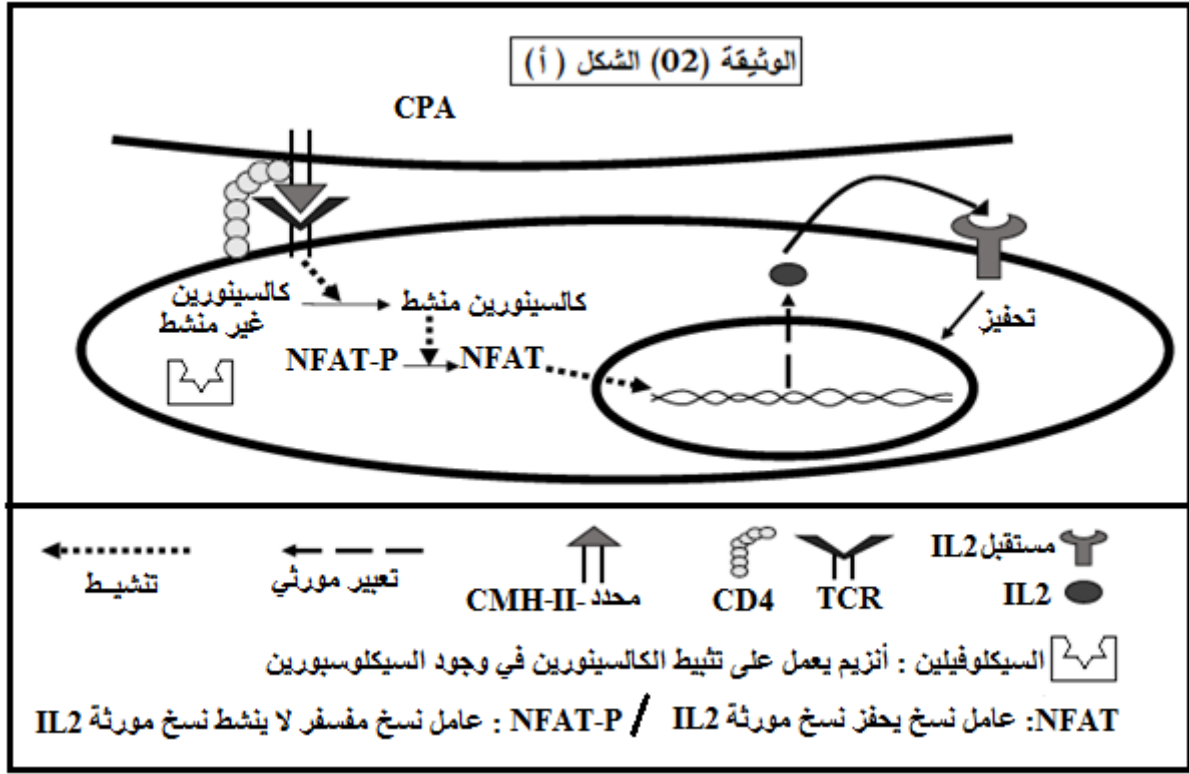 الوثيقة (02) الشكل ( أ )
CPA
كالسينورين غير منشط
كالسينورين منشط
NFAT-P
NFAT
تحفيز
مستقبل IL2
IL2
TCR
CD4
محدد -CMH-II
تعبير مورثي
تنشيـط
السيكلوفيلين : أنزيم يعمل على تثبيط الكالسينورين في وجود السيكلوسبورين
NFAT: عامل نسخ يحفز نسخ مورثة IL2 / NFAT-P : عامل نسخ مفسفر لا ينشط نسخ مورثة IL2